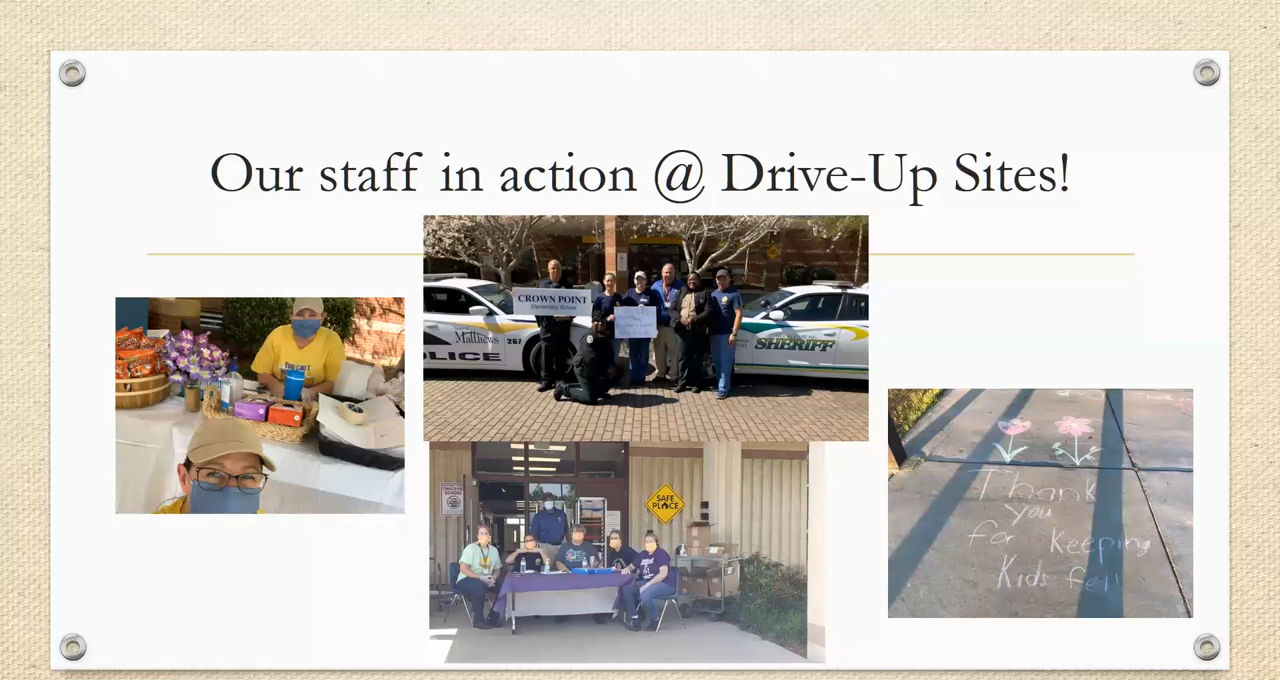 Our staff in action @ Drive-Up Sites!
CROWN POINT
Elementary School
Matthews
POLICE 267
SHERIFF
SAFE
PLACE
Thank
you
for keeping
Kids fed!